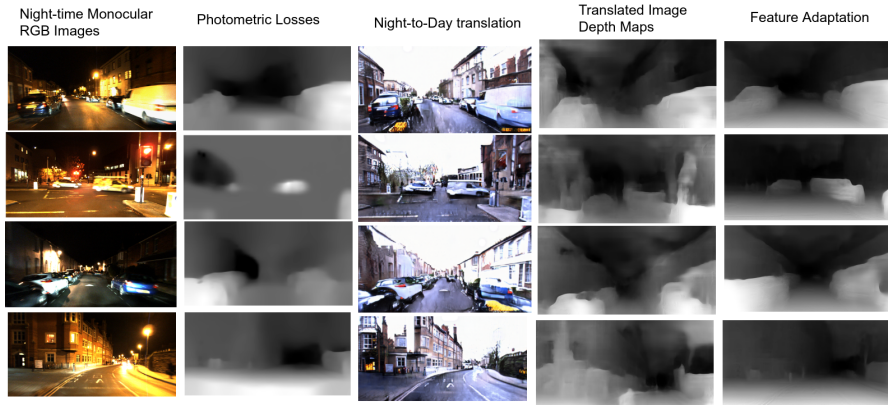 Night-time Monocular
RGB Images
Photometric Losses
Night-to-Day translation
Translated Image
Depth Maps
Feature Adaptation